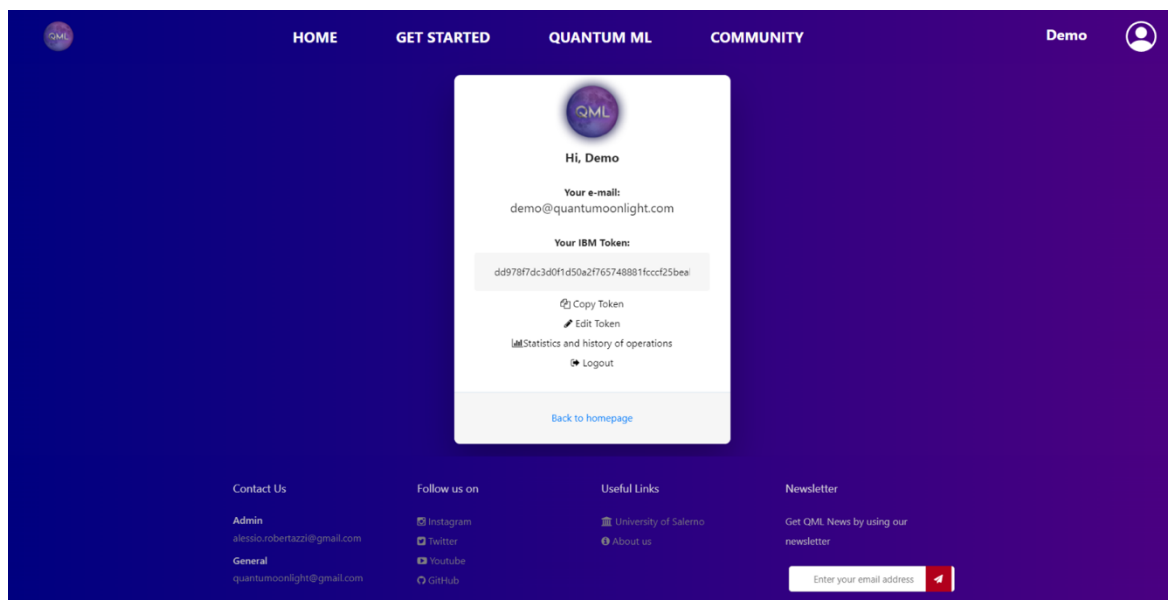 QML
HOME GET STARTED QUANTUM ML COMMUNITY Demo
QML
Hi, Demo
Your e-mail:
demo@quantumoonlight.com
Your IBM Token:
dd978f7dc3d0f1d50a2f765748881fcccf25bea
Copy Token
Edit Token
Statistics and history of operations
Logout
Back to homepage
Contact Us
Admin
alessio.robertazzi@gmail.com
General
quantumoonlight@gmail.com
Follow us on
Instagram
Twitter
Youtube
GitHub
Useful Links
University of Salerno
About us
Newsletter
Get QML News by using our
newsletter
Enter your email address